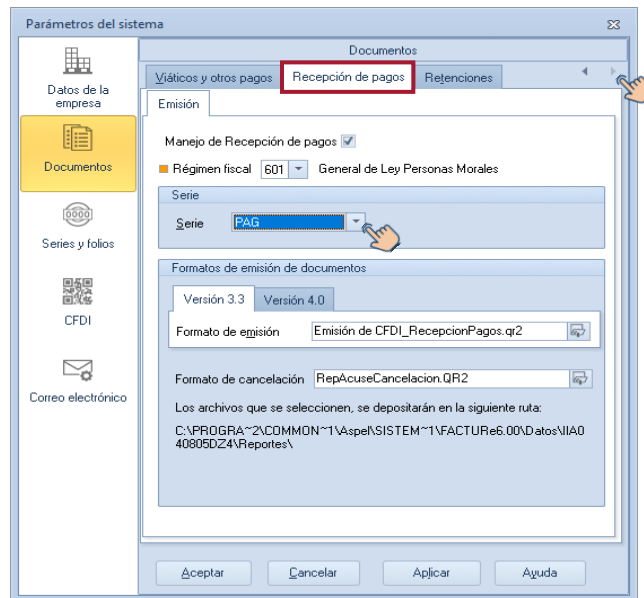 Parámetros del sistema
Documentos
Datos de la
empresa
Documentos
Series y folios
CFDI
Correo electrónico
Viáticos y otros pagos Recepción de pagos Retenciones
Emisión
Manejo de Recepción de pagos
Régimen fiscal 601 General de Ley Personas Morales
Serie
Serie PAG
Formatos de emisión de documentos
Versión 3.3 Versión 4.0
Formato de emisión Emisión de CFDI_RecepcionPagos.qr2
Formato de cancelación RepAcuseCancelacion.QR2
Los archivos que se seleccionen, se depositarán en la siguiente ruta:
C:\PROGRA~2\COMMON~1\Aspel\SISTEM~1\FACTURe6.00\Datos\IIA0
40805DZ4\Reportes\
Aceptar Cancelar Aplicar Ayuda